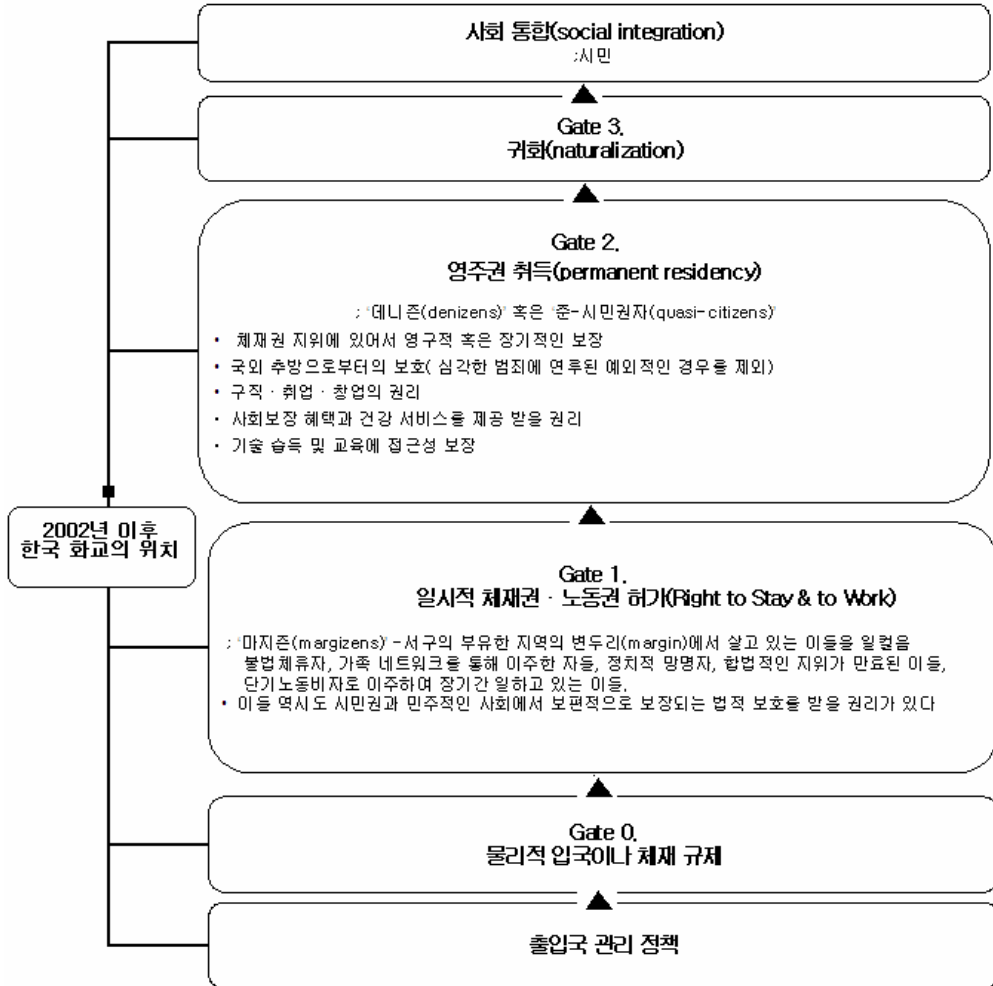 사회 통합(social integration)
;시민
Gate 3.
귀화(naturalization)
Gate 2.
영주권 취득(permanent residency)
; '데니즌(denizens)' 혹은 '준-시민권자(quasi-citizens)'
• 체재권 지위에 있어서 영구적 혹은 장기적인 보장
• 국외 추방으로부터의 보호( 심각한 범죄에 연루된 예외적인 경우를 제외)
• 구직 · 취업 · 창업의 권리
• 사회보장 혜택과 건강 서비스를 제공 받을 권리
• 기술 습득 및 교육에 접근성 보장
2002년 이후
한국 화교의 위치
Gate 1.
일시적 체재권 · 노동권 허가(Right to Stay & to Work)
; '마지즌(margizens)' -서구의 부유한 지역의 변두리(margin)에서 살고 있는 이들을 일컬음
불법체류자, 가족 네트워크를 통해 이주한 자들, 정치적 망명자, 합법적인 지위가 만료된 이들,
단기노동비자로 이주하여 장기간 일하고 있는 이들.
• 이들 역시도 시민권과 민주적인 사회에서 보편적으로 보장되는 법적 보호를 받을 권리가 있다
Gate 0.
물리적 입국이나 체재 규제
출입국 관리 정책